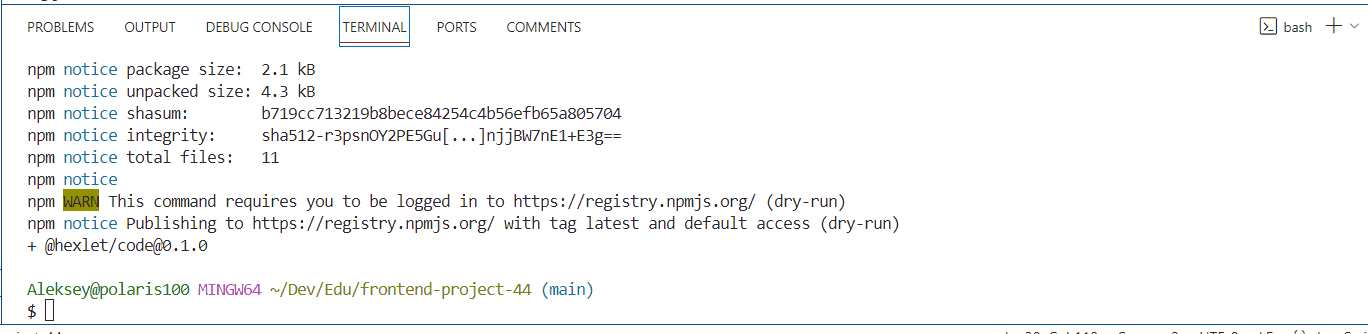 PROBLEMS OUTPUT DEBUG CONSOLE TERMINAL PORTS COMMENTS bash
npm notice package size: 2.1 kB
npm notice unpacked size: 4.3 kB
npm notice shasum: b719cc713219b8bece84254c4b56efb65a805704
npm notice integrity: sha512-r3psnOY2PE5Gu[...]njjBW7nE1+E3g==
npm notice total files: 11
npm notice
npm WARN This command requires you to be logged in to https://registry.npmjs.org/ (dry-run)
npm notice Publishing to https://registry.npmjs.org/ with tag latest and default access (dry-run)
+ @hexlet/code@0.1.0
Aleksey@polaris100 MINGW64 ~/Dev/Edu/frontend-project-44 (main)
$